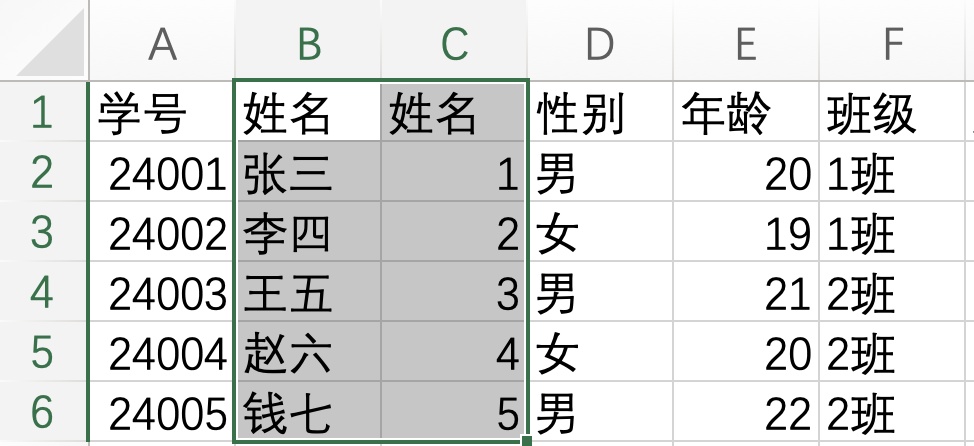 A B C D E F
1 学号 姓名 姓名 性别 年龄 班级
2 24001 张三 1 男 20 1班
3 24002 李四 2 女 19 1班
4 24003 王五 3 男 21 2班
5 24004 赵六 4 女 20 2班
6 24005 钱七 5 男 22 2班